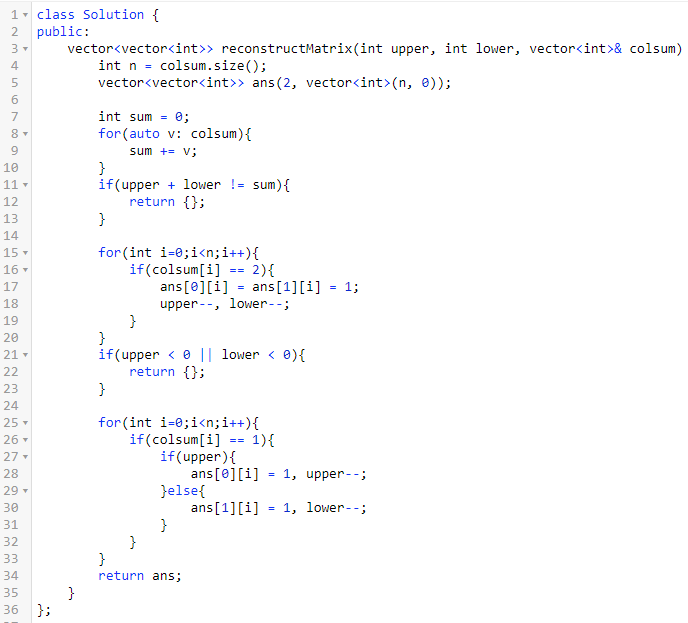 1 class Solution {
2 public:
3     vector<vector<int>> reconstructMatrix(int upper, int lower, vector<int>& colsum)
4         int n = colsum.size();
5         vector<vector<int>> ans(2, vector<int>(n, 0));
6
7         int sum = 0;
8         for(auto v: colsum){
9             sum += v;
10         }
11         if(upper + lower != sum){
12             return {};
13         }
14
15         for(int i=0;i<n;i++){
16             if(colsum[i] == 2){
17                 ans[0][i] = ans[1][i] = 1;
18                 upper--, lower--;
19             }
20         }
21         if(upper < 0 || lower < 0){
22             return {};
23         }
24
25         for(int i=0;i<n;i++){
26             if(colsum[i] == 1){
27                 if(upper){
28                     ans[0][i] = 1, upper--;
29                 }else{
30                     ans[1][i] = 1, lower--;
31                 }
32             }
33         }
34         return ans;
35     }
36 };